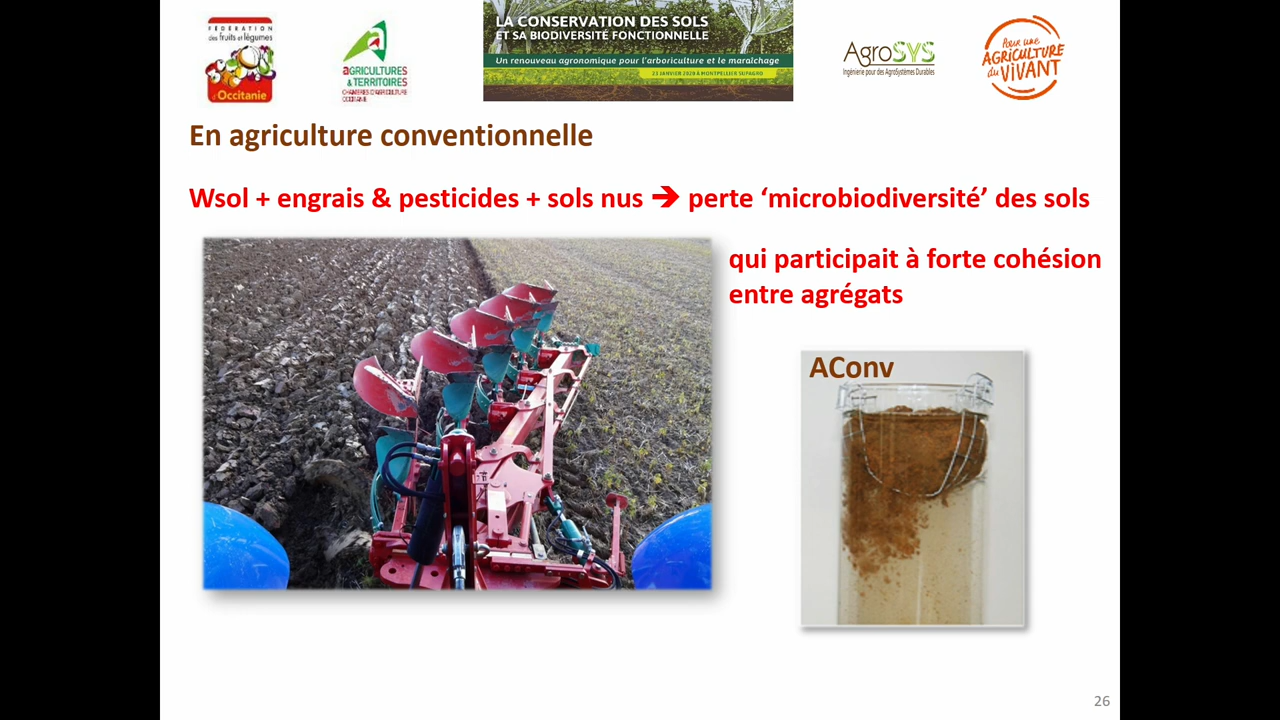 FÉDÉRATION
des fruits et légumes
d'Occitanie
AGRICULTURES
& TERRITOIRES
CHAMBRES D'AGRICULTURE
OCCITANIE
LA CONSERVATION DES SOLS
ET SA BIODIVERSITÉ FONCTIONNELLE
Un renouveau agronomique pour l'arboriculture et le maraîchage
23 JANVIER 2020 À MONTPELLIER SUPAGRO
AgroSYS
Ingénierie pour des AgroSystèmes Durables
Pour une
AGRICULTURE
du VIVANT
En agriculture conventionnelle
Wsol + engrais & pesticides + sols nus ➔ perte ‘microbiodiversité’ des sols
qui participait à forte cohésion
entre agrégats
AConv
26